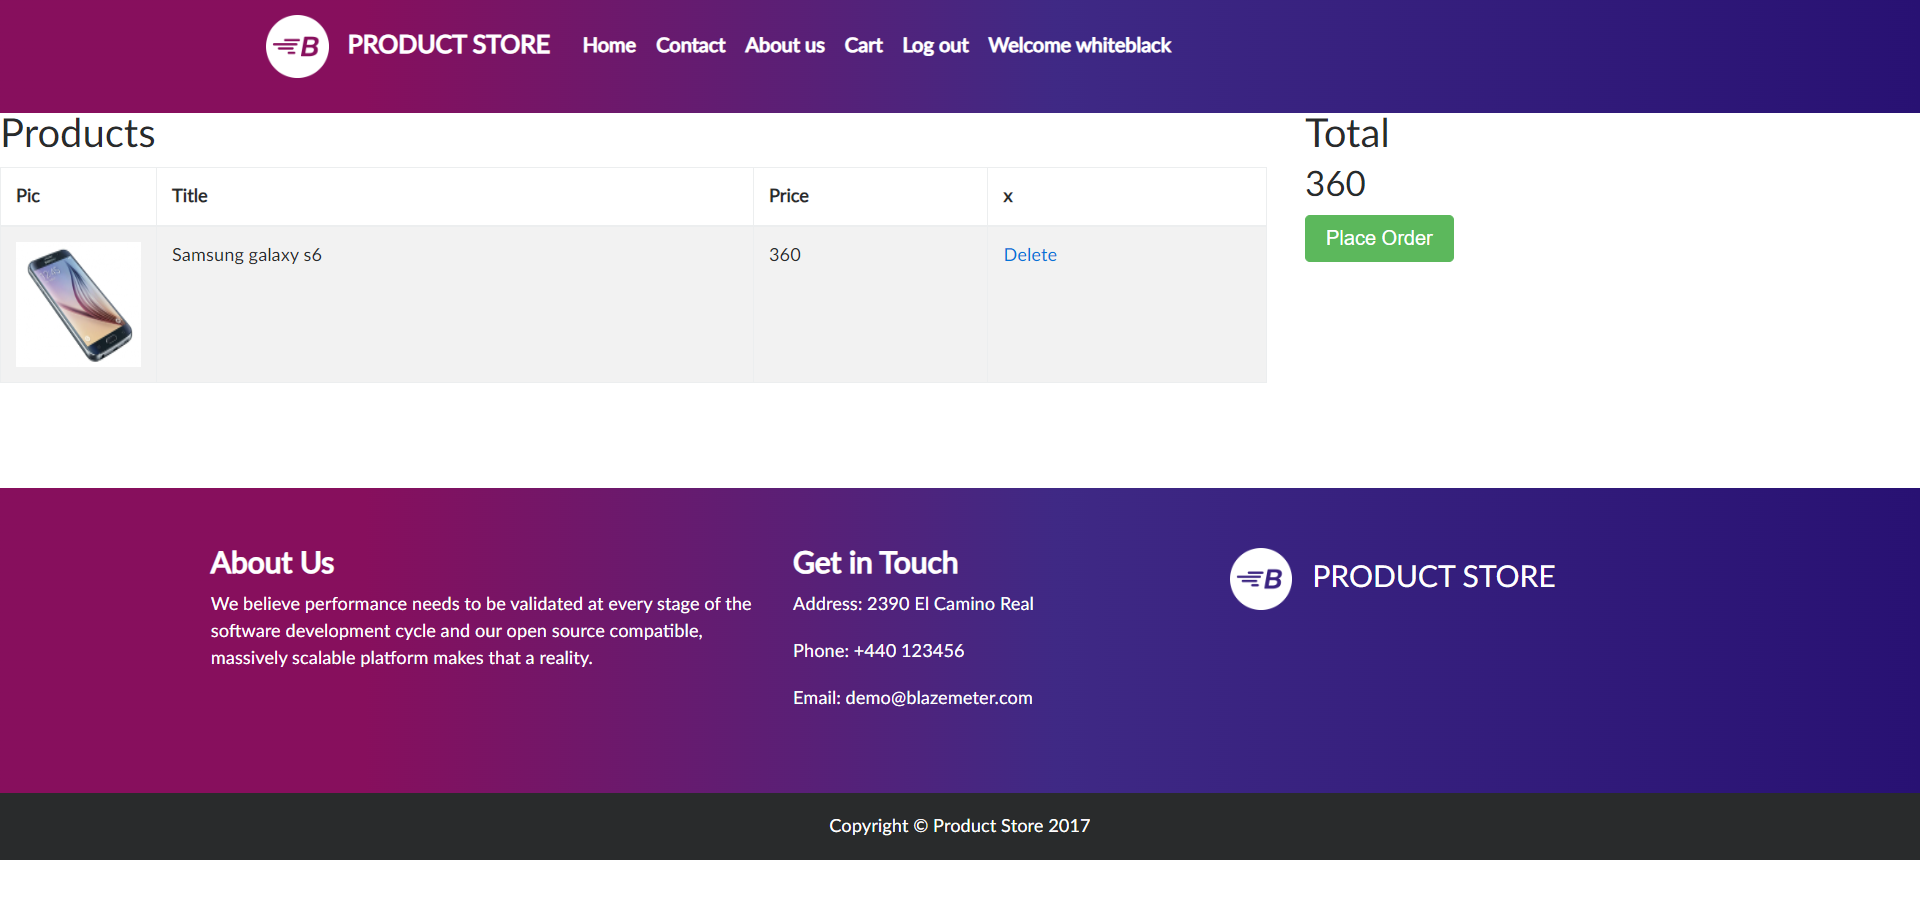 B PRODUCT STORE Home Contact About us Cart Log out Welcome whiteblack
Products
Pic Title Price x
Samsung galaxy s6 360 Delete
Total
360
Place Order
About Us
We believe performance needs to be validated at every stage of the
software development cycle and our open source compatible,
massively scalable platform makes that a reality.
Get in Touch
Address: 2390 El Camino Real
Phone: +440 123456
Email: demo@blazemeter.com
B PRODUCT STORE
Copyright © Product Store 2017